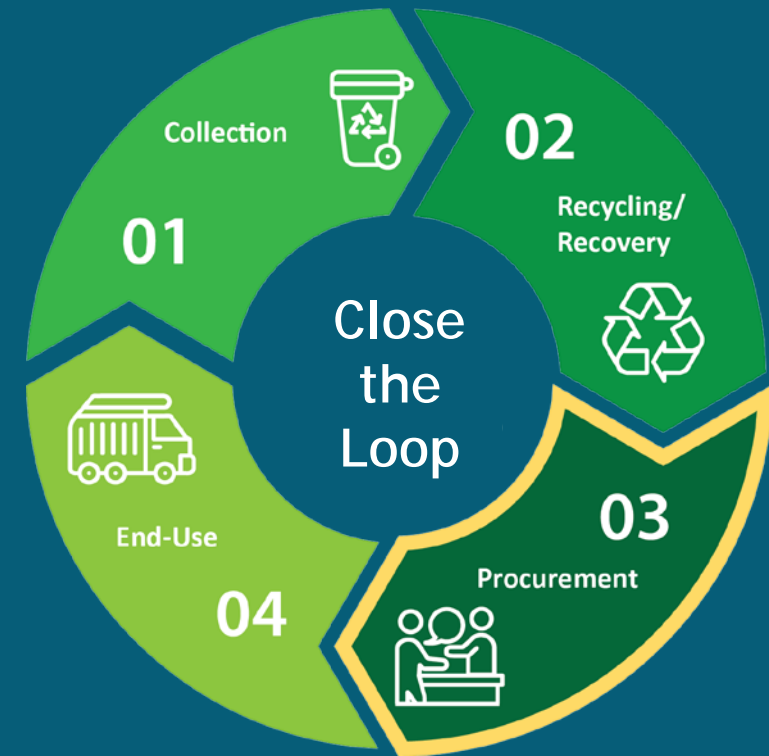 Close
the
Loop
Collection
01
02
Recycling/
Recovery
03
Procurement
End-Use
04